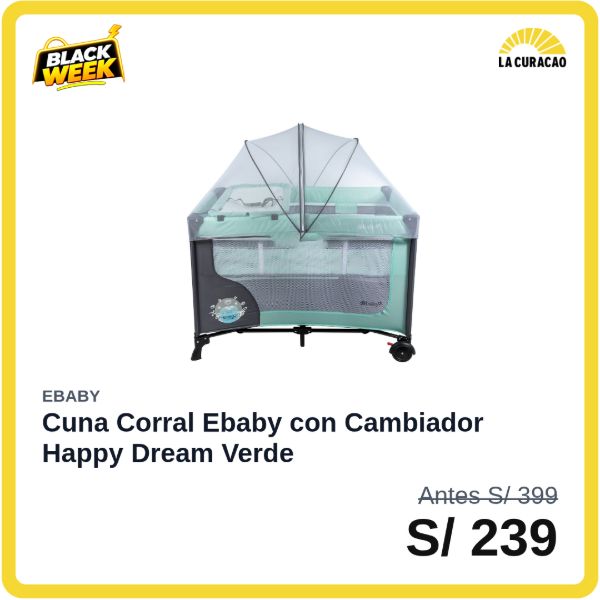 BLACK
WEEK
LA CURACAO
EBABY
Cuna Corral Ebaby con Cambiador
Happy Dream Verde
Antes S/ 399
S/ 239